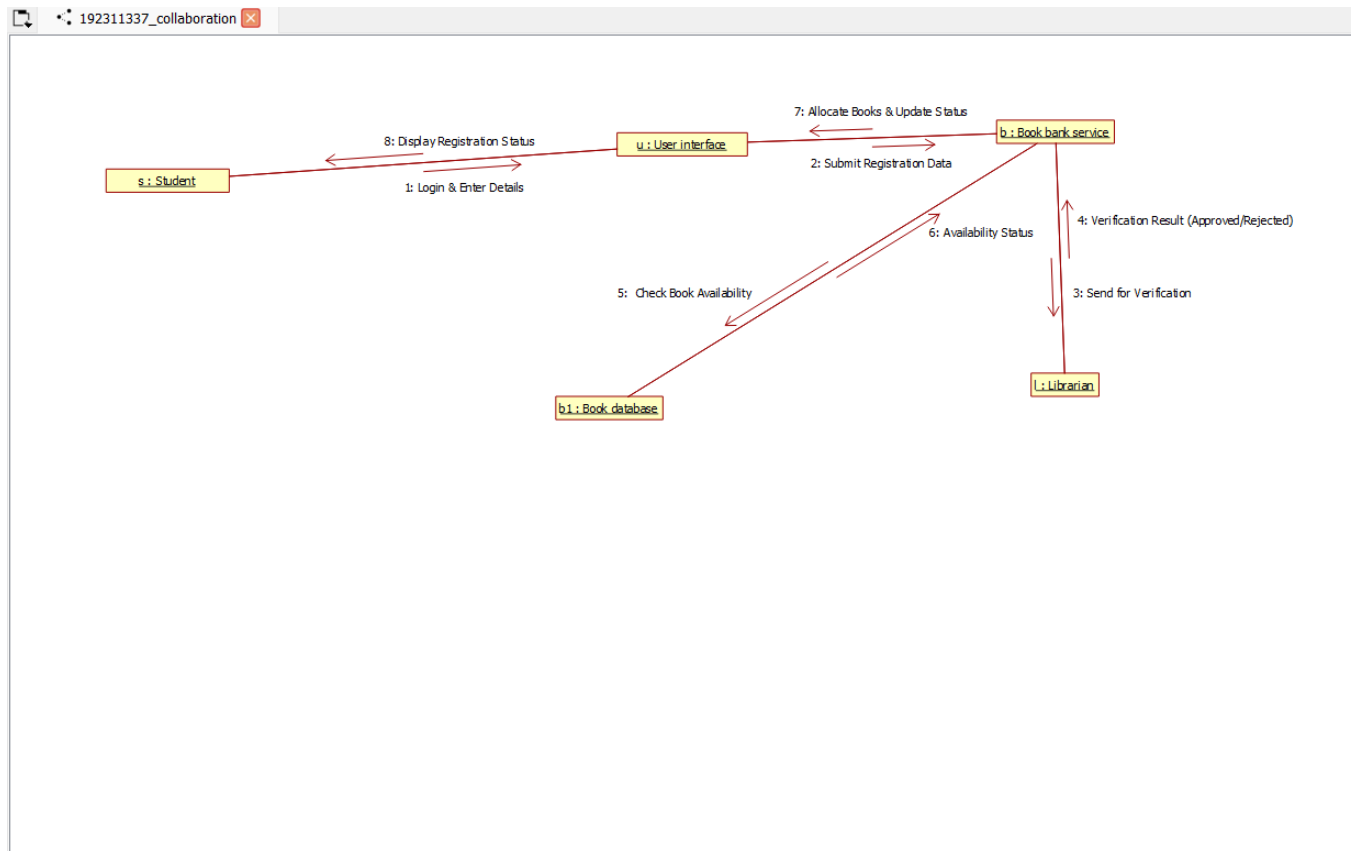 192311337_collaboration
7: Allocate Books & Update Status
b : Book bank service
8: Display Registration Status
u : User interface
2: Submit Registration Data
s : Student
1: Login & Enter Details
4: Verification Result (Approved/Rejected)
6: Availability Status
5:  Check Book Availability
3: Send for Verification
l : Librarian
b1 : Book database